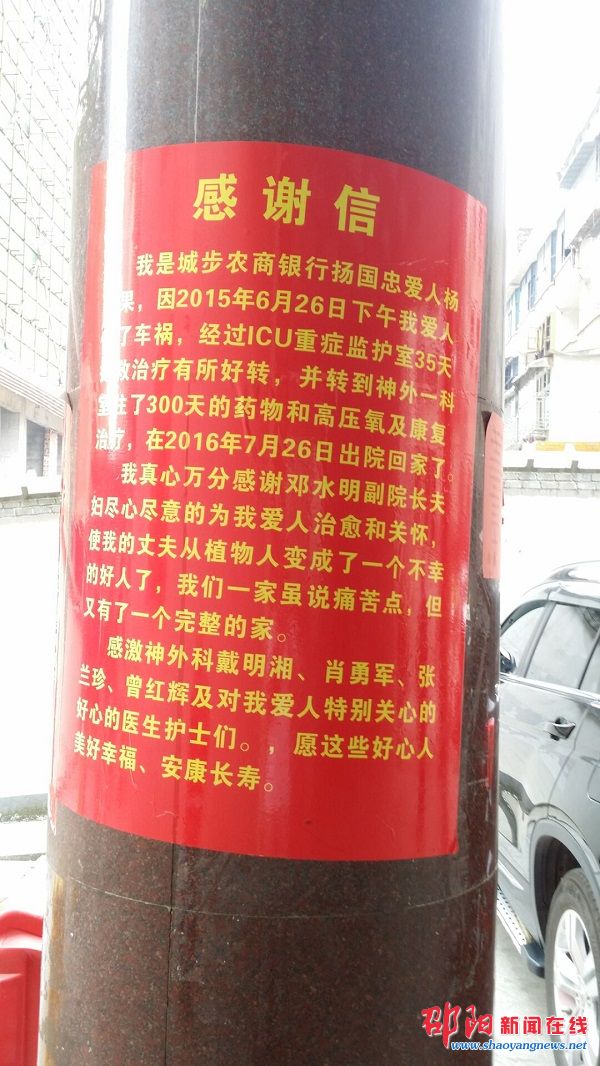 感谢信
我是城步农商银行扬国忠爱人杨
果，因2015年6月26日下午我爱人
了车祸，经过ICU重症监护室35天
救治疗有所好转，并转到神外一科
室住了300天的药物和高压氧及康复
治疗，在2016年7月26日出院回家了。
我真心万分感谢邓水明副院长夫
妇尽心尽意的为我爱人治愈和关怀，
使我的丈夫从植物人变成了一个不幸
的好人了，我们一家虽说痛苦点，但
又有了一个完整的家。
感激神外科戴明湘、肖勇军、张
兰珍、曾红辉及对我爱人特别关心的
好心的医生护士们。，愿这些好心人
美好幸福、安康长寿。
邵阳新闻在线
www.shaoyangnews.net